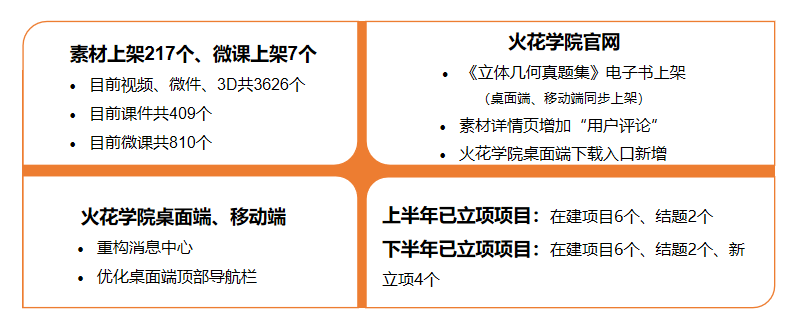 素材上架217个、微课上架7个
• 目前视频、微件、3D共3626个
• 目前课件共409个
• 目前微课共810个
火花学院官网
• 《立体几何真题集》电子书上架
（桌面端、移动端同步上架）
• 素材详情页增加“用户评论”
• 火花学院桌面端下载入口新增
火花学院桌面端、移动端
• 重构消息中心
• 优化桌面端顶部导航栏
上半年已立项项目：在建项目6个、结题2个
下半年已立项项目：在建项目6个、结题2个、新
立项4个